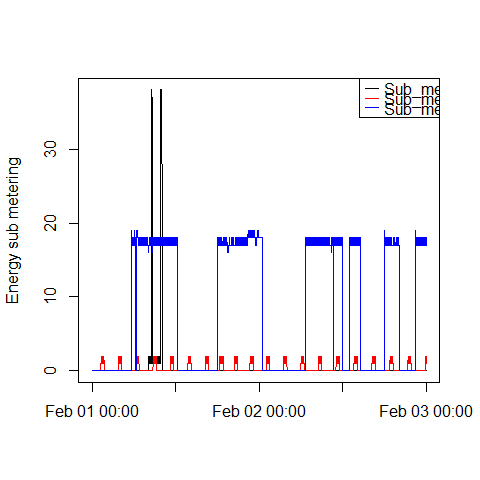 Energy sub metering
0
10
20
30
Sub_me
Sub_me
Sub_me
Feb 01 00:00
Feb 02 00:00
Feb 03 00:00